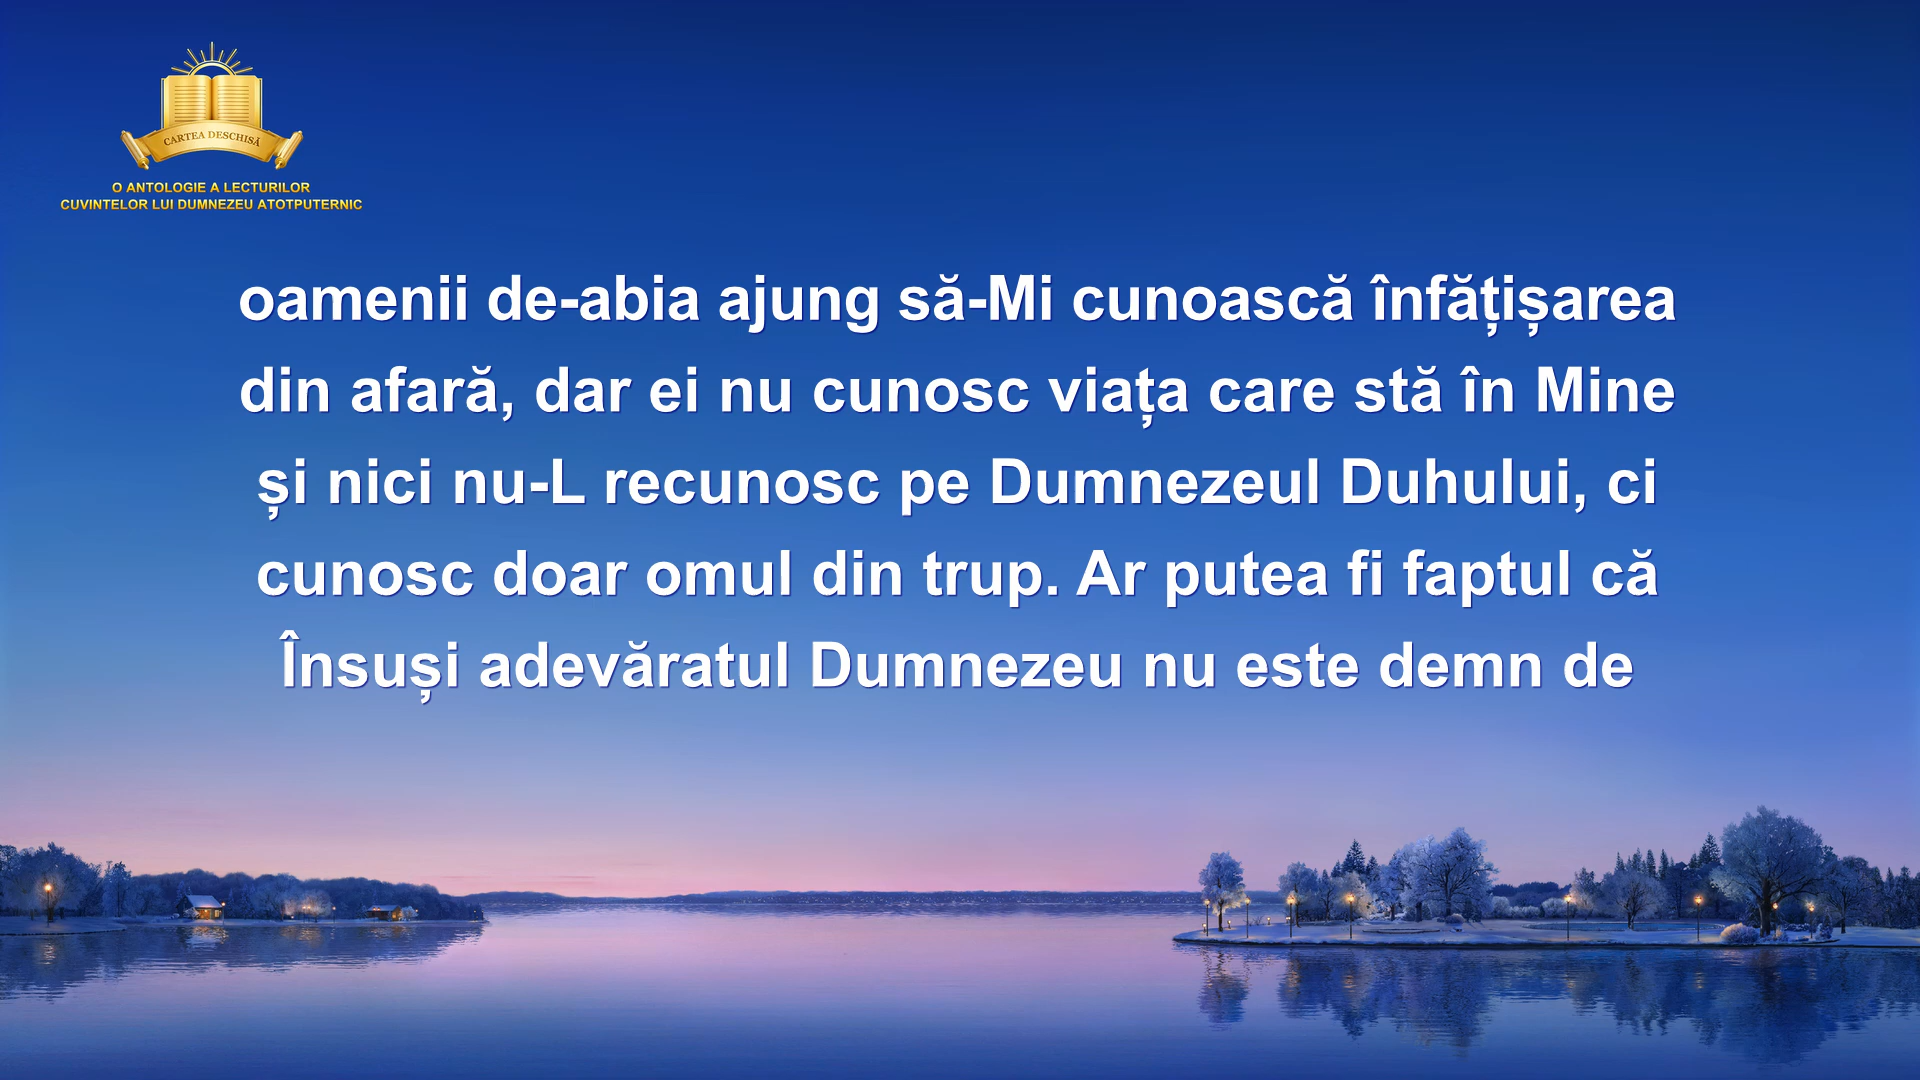 CARTEA DESCHISĂ
O ANTOLOGIE A LECTURILOR
CUVINTELOR LUI DUMNEZEU ATOTPUTERNIC
oamenii de-abia ajung să-Mi cunoască înfățișarea
din afară, dar ei nu cunosc viața care stă în Mine
și nici nu-L recunosc pe Dumnezeul Duhului, ci
cunosc doar omul din trup. Ar putea fi faptul că
Însuși adevăratul Dumnezeu nu este demn de